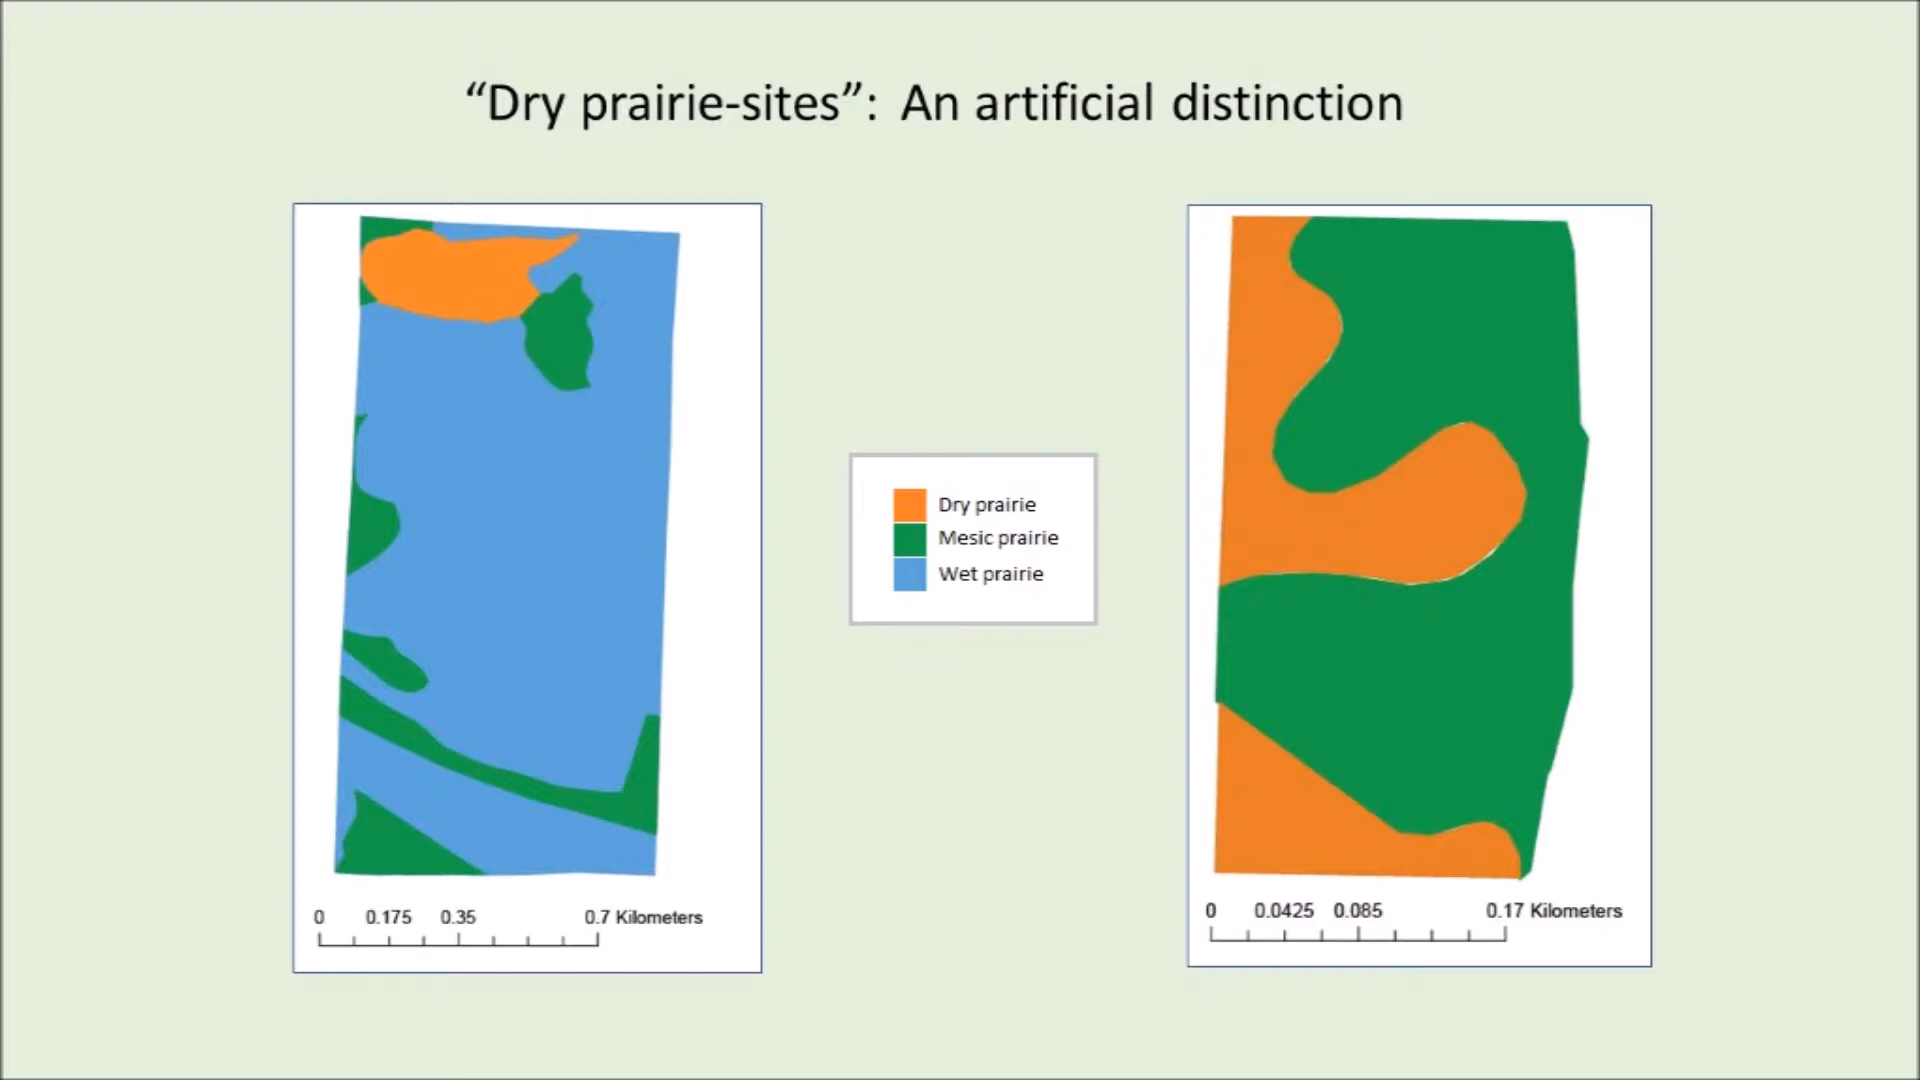 “Dry prairie-sites”: An artificial distinction
Dry prairie
Mesic prairie
Wet prairie
0 0.175 0.35 0.7 Kilometers
0 0.0425 0.085 0.17 Kilometers